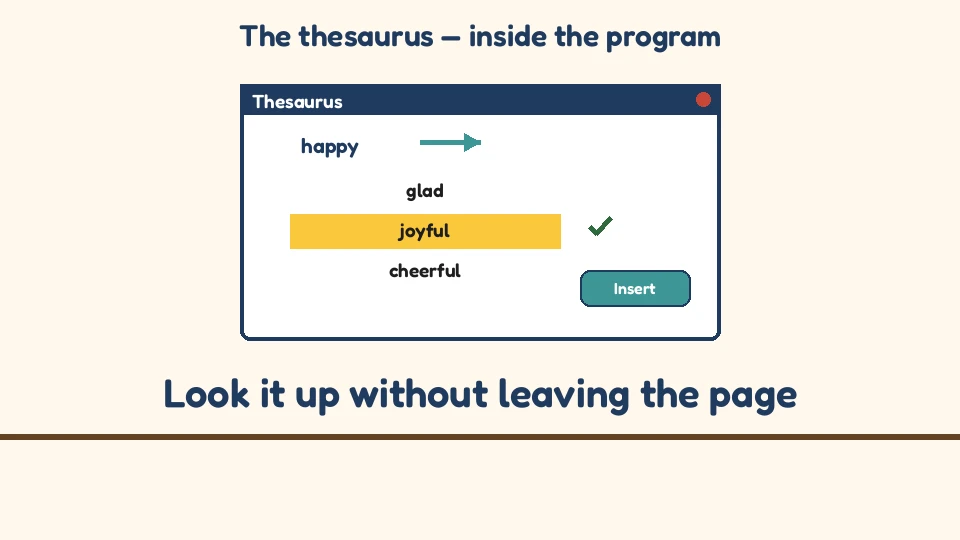 The thesaurus — inside the program
Thesaurus
happy
glad
joyful
cheerful
Insert
Look it up without leaving the page